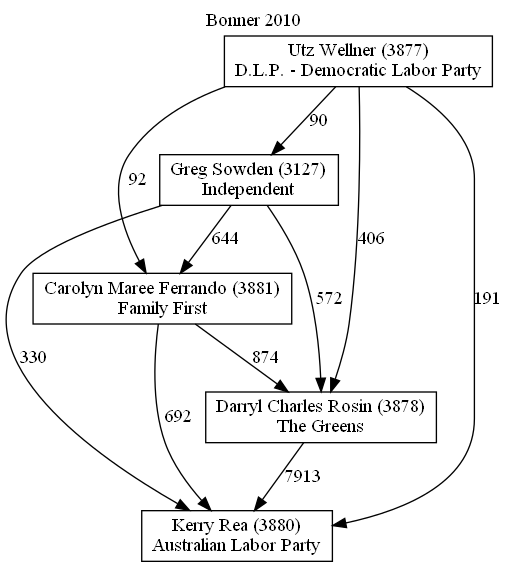 Bonner 2010
Utz Wellner (3877)
D.L.P. - Democratic Labor Party
90
Greg Sowden (3127)
Independent
92
644
406
Carolyn Maree Ferrando (3881)
Family First
572
191
330
874
Darryl Charles Rosin (3878)
The Greens
692
7913
Kerry Rea (3880)
Australian Labor Party